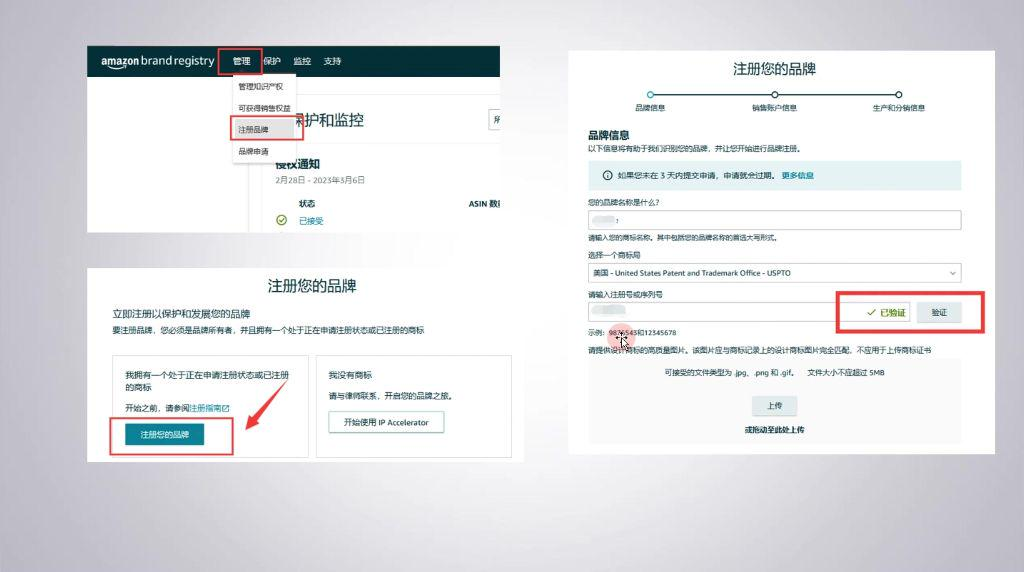 amazon brand registry 管理 保护 监控 支持
管理知识产权
可获得销售权益
注册品牌
品牌申请
保护和监控
侵权通知
2月28日 - 2023年3月6日
状态
ASIN 数
已接受
注册您的品牌
立即注册以保护和发展您的品牌
要注册品牌，您必须是品牌所有者，并且拥有一个处于正在申请注册状态或已注册的商标
我拥有一个处于正在申请注册状态或已注册
的商标
开始之前，请参阅注册指南
注册您的品牌
我没有商标
请与律师联系，开启您的品牌之旅。
开始使用 IP Accelerator
注册您的品牌
品牌信息 销售账户信息 生产和分销信息
品牌信息
以下信息将有助于我们识别您的品牌，并让您开始进行品牌注册。
如果您未在 3 天内提交申请，申请就会过期。 更多信息
您的品牌名称是什么?
请输入您的商标名称。其中包括您的品牌名称的首选大写形式。
选择一个商标局
美国 - United States Patent and Trademark Office - USPTO
请输入注册号或序列号
已验证 验证
示例：9876543和12345678
请提供设计商标的高质量图片。该图片应与商标记录上的设计商标图片完全匹配，不应用于上传商标证书
可接受的文件类型为 .jpg、.png 和 .gif。 文件大小不应超过 5MB
上传
或拖动至此处上传